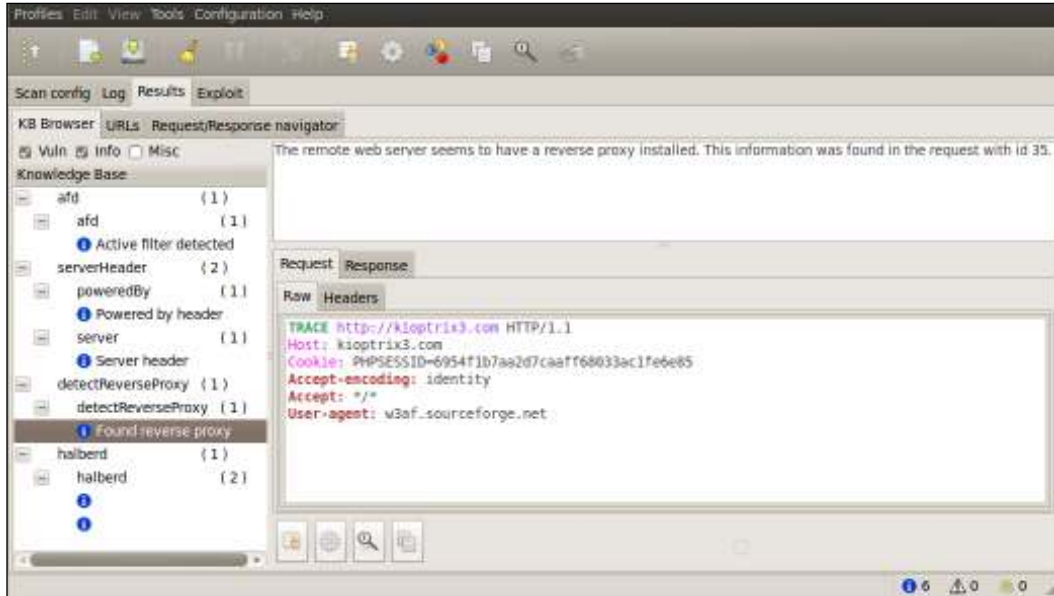 Profiles Edit View Tools Configuration Help
Scan config Log Results Exploit
KB Browser URLs Request/Response navigator
Vuln Info Misc
Knowledge Base
afd (1)
afd (1)
Active filter detected
serverHeader (2)
poweredBy (1)
Powered by header
server (1)
Server header
detectReverseProxy (1)
detectReverseProxy (1)
Found reverse proxy
halberd (1)
halberd (2)
The remote web server seems to have a reverse proxy installed. This information was found in the request with id 35.
Request Response
Raw Headers
TRACE http://kioptrix3.com HTTP/1.1
Host: kioptrix3.com
Cookie: PHPSESSID=6954f1b7aa2d7caaff68033ac1fe6e85
Accept-encoding: identity
Accept: */*
User-agent: w3af.sourceforge.net
6 0 0